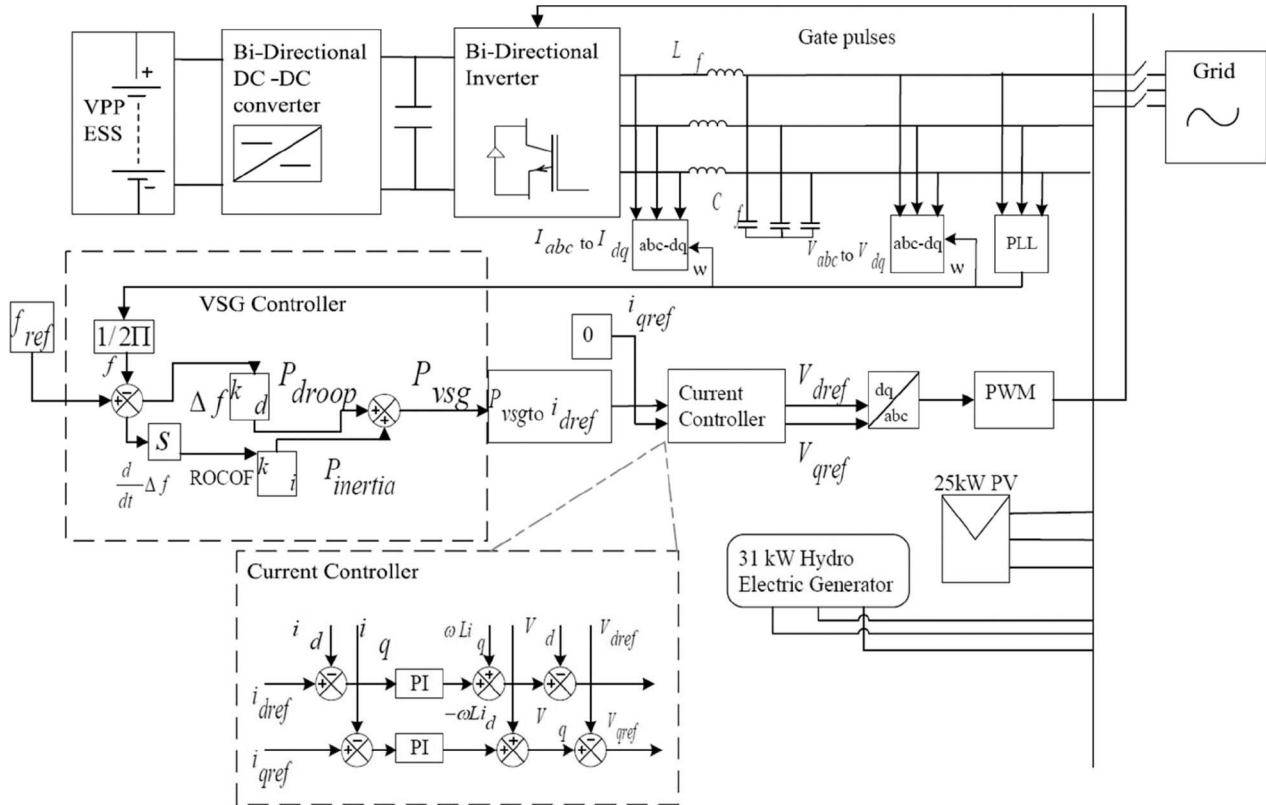 VPP
ESS
+
−
Bi-Directional
DC -DC
converter
Bi-Directional
Inverter
L f
Gate pulses
Grid
C f
I abc to I dq
abc-dq
w
V abc to V dq
abc-dq
w
PLL
VSG Controller
f ref
1/2Π
f
+ −
Δ f
k d
P droop
P vsg
+ +
S
d/dt Δ f
ROCOF
k i
P inertia
P vsg to i dref
0
i qref
Current
Controller
V dref
V qref
dq
abc
PWM
25kW PV
31 kW Hydro
Electric Generator
Current Controller
i d
i q
ωLi q
V d
V dref
i dref
+ −
PI
+ +
+ −
−ωLi d
V q
V qref
i qref
+ −
PI
+ +
+ −